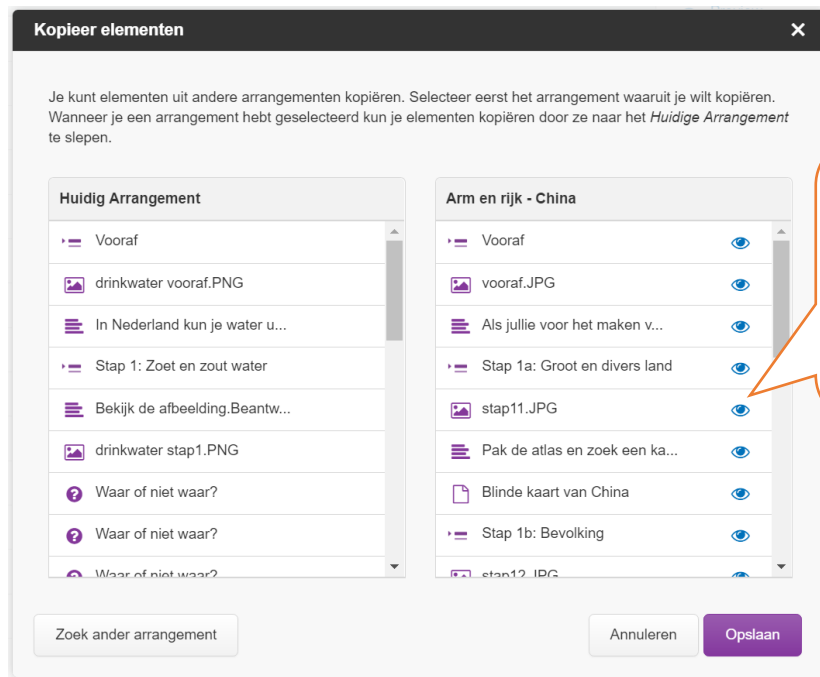 Kopieer elementen
Je kunt elementen uit andere arrangementen kopiëren. Selecteer eerst het arrangement waaruit je wilt kopiëren.
Wanneer je een arrangement hebt geselecteerd kun je elementen kopiëren door ze naar het Huidige Arrangement
te slepen.
Huidig Arrangement
Vooraf
drinkwater vooraf.PNG
In Nederland kun je water u...
Stap 1: Zoet en zout water
Bekijk de afbeelding.Beantw...
drinkwater stap1.PNG
Waar of niet waar?
Waar of niet waar?
Waar of niet waar?
Arm en rijk - China
Vooraf
vooraf.JPG
Als jullie voor het maken v...
Stap 1a: Groot en divers land
stap11.JPG
Pak de atlas en zoek een ka...
Blinde kaart van China
Stap 1b: Bevolking
stap12.JPG
Zoek ander arrangement
Annuleren
Opslaan